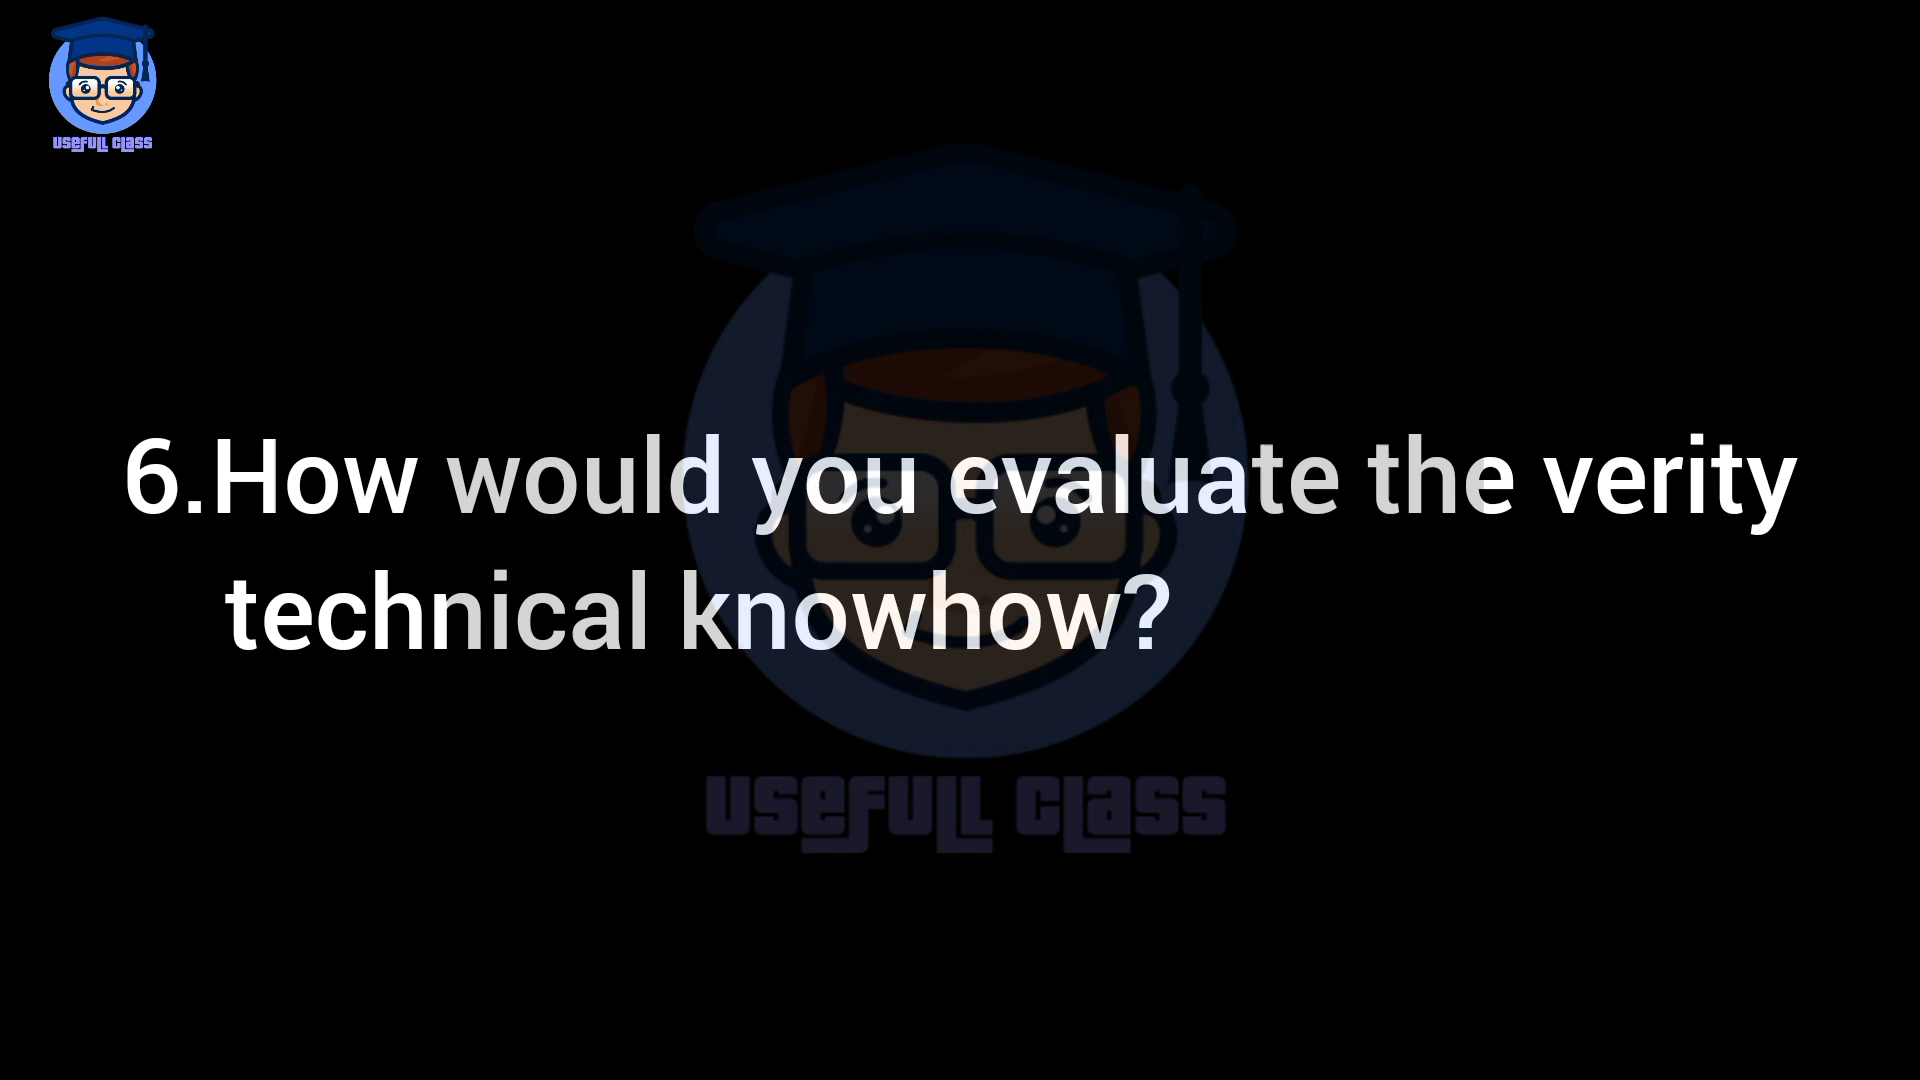 USEFULL CLASS
6.How would you evaluate the verity
technical knowhow?
USEFULL CLASS